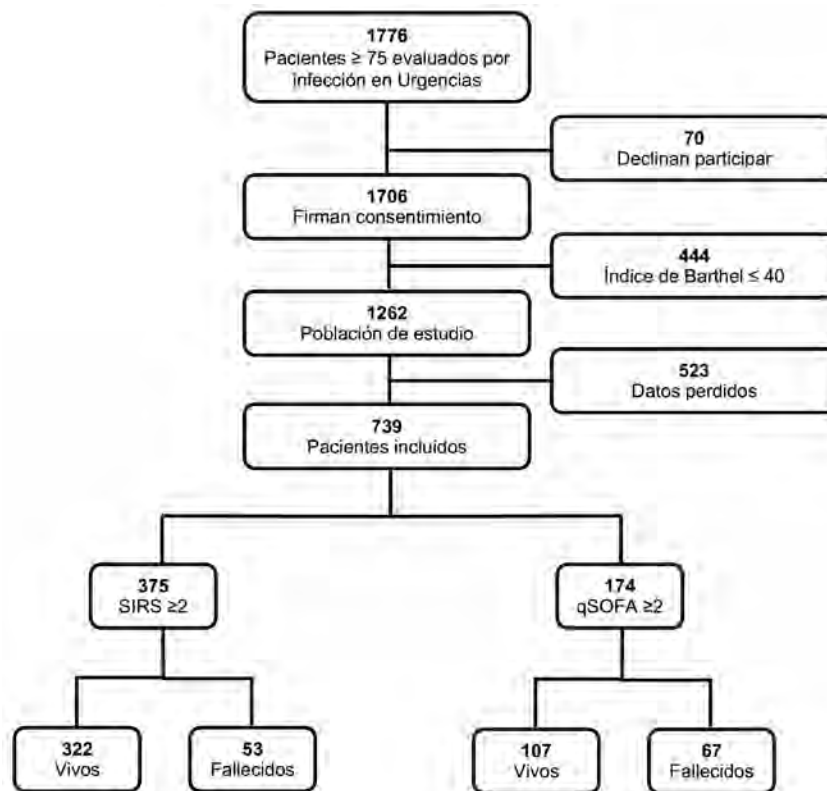 1776
Pacientes ≥ 75 evaluados por
infección en Urgencias
70
Declinan participar
1706
Firman consentimiento
444
Índice de Barthel ≤ 40
1262
Población de estudio
523
Datos perdidos
739
Pacientes incluidos
375
SIRS ≥2
174
qSOFA ≥2
322
Vivos
53
Fallecidos
107
Vivos
67
Fallecidos